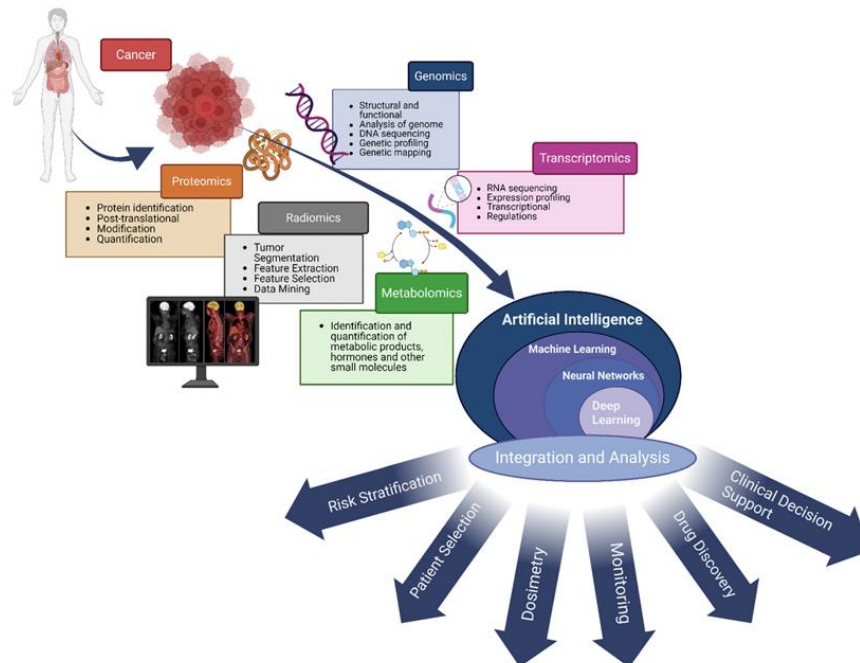 Cancer
Genomics
• Structural and
functional
• Analysis of genome
• DNA sequencing
• Genetic profiling
• Genetic mapping
Transcriptomics
• RNA sequencing
• Expression profiling
• Transcriptional
• Regulations
Proteomics
• Protein identification
• Post-translational
• Modification
• Quantification
Radiomics
• Tumor
Segmentation
• Feature Extraction
• Feature Selection
• Data Mining
Metabolomics
• Identification and
quantification of
metabolic products,
hormones and other
small molecules
Artificial Intelligence
Machine Learning
Neural Networks
Deep
Learning
Integration and Analysis
Risk Stratification
Patient Selection
Dosimetry
Monitoring
Drug Discovery
Clinical Decision
Support